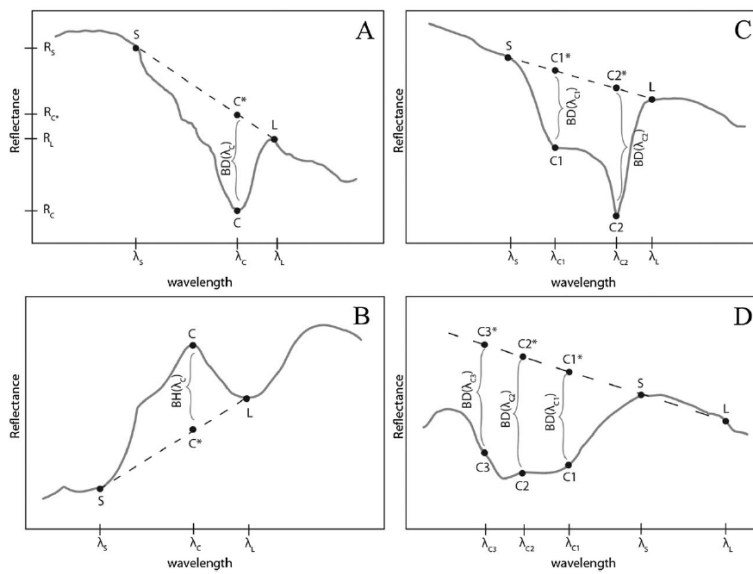 A
Reflectance
R_S
R_C*
R_L
R_C
S
C*
L
BD(λ_C)
C
λ_S λ_C λ_L
wavelength
C
Reflectance
S
C1*
C2*
L
BD(λ_C1)
BD(λ_C2)
C1
C2
λ_S λ_C1 λ_C2 λ_L
wavelength
B
Reflectance
C
BH(λ_C)
L
C*
S
λ_S λ_C λ_L
wavelength
D
Reflectance
C3*
C2*
C1*
S
L
BD(λ_C3)
BD(λ_C2)
BD(λ_C1)
C3
C2
C1
λ_C3 λ_C2 λ_C1 λ_S λ_L
wavelength